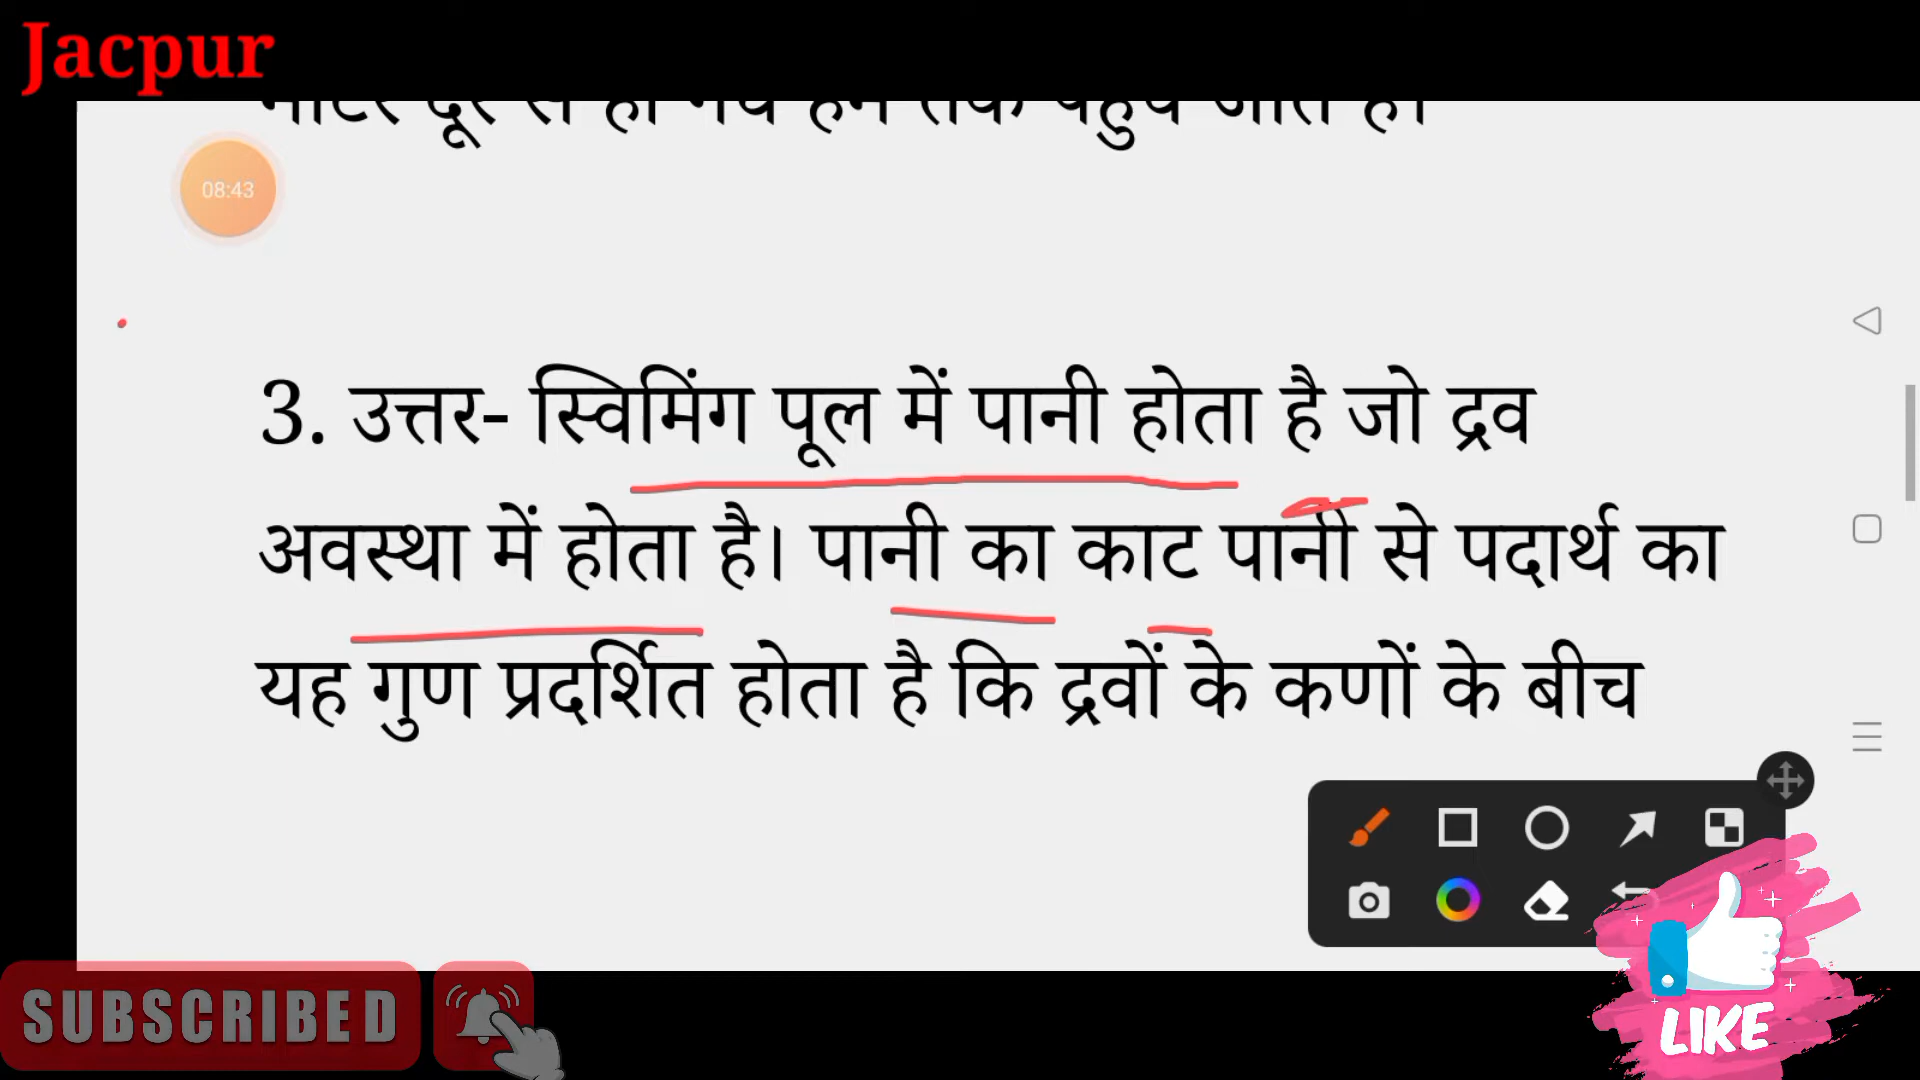 Jacpur
08:43
3. उत्तर- स्विमिंग पूल में पानी होता है जो द्रव
अवस्था में होता है। पानी का काट पानी से पदार्थ का
यह गुण प्रदर्शित होता है कि द्रवों के कणों के बीच
SUBSCRIBED
LIKE